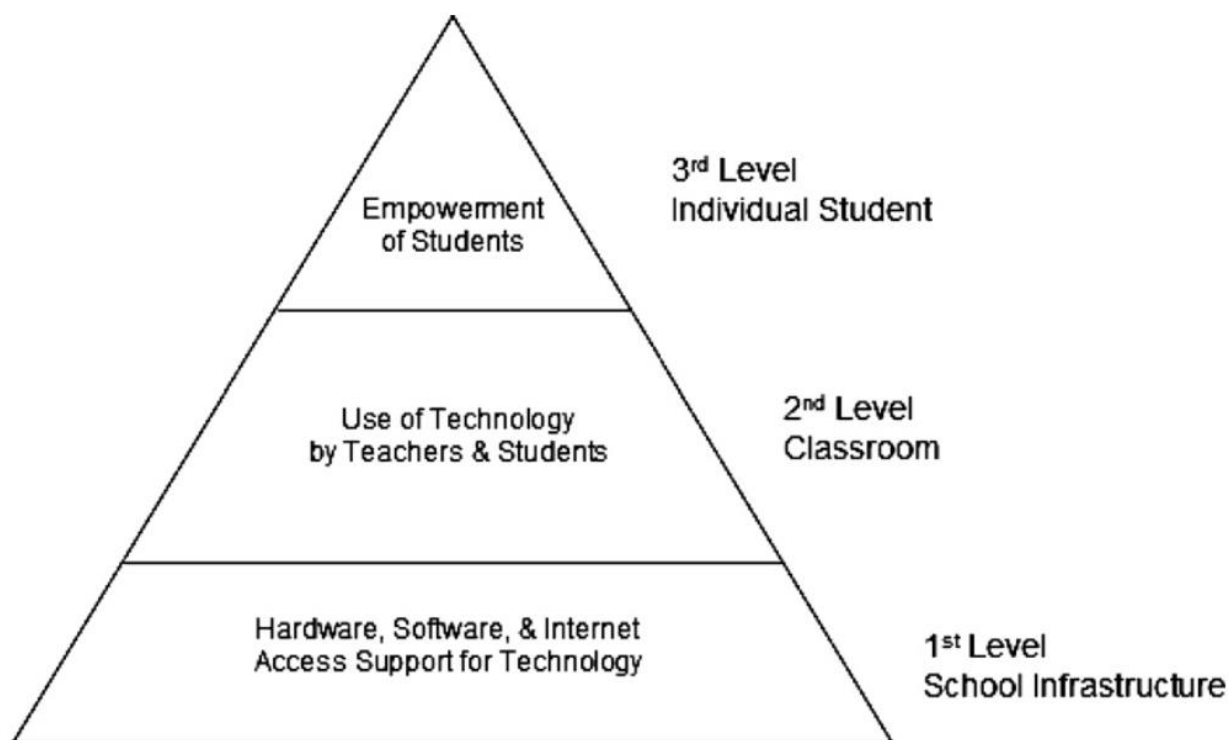 Empowerment
of Students
3rd Level
Individual Student
Use of Technology
by Teachers & Students
2nd Level
Classroom
Hardware, Software, & Internet
Access Support for Technology
1st Level
School Infrastructure